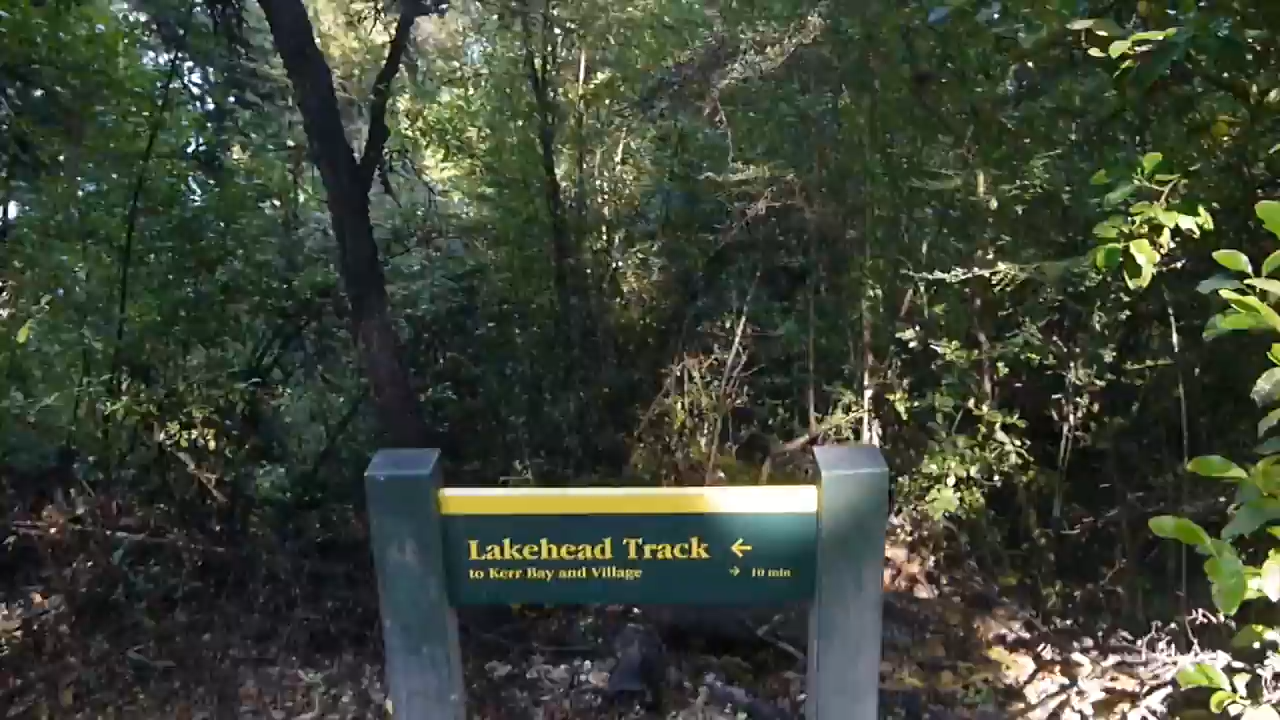 Lakehead Track ←
to Kerr Bay and Village → 10 min